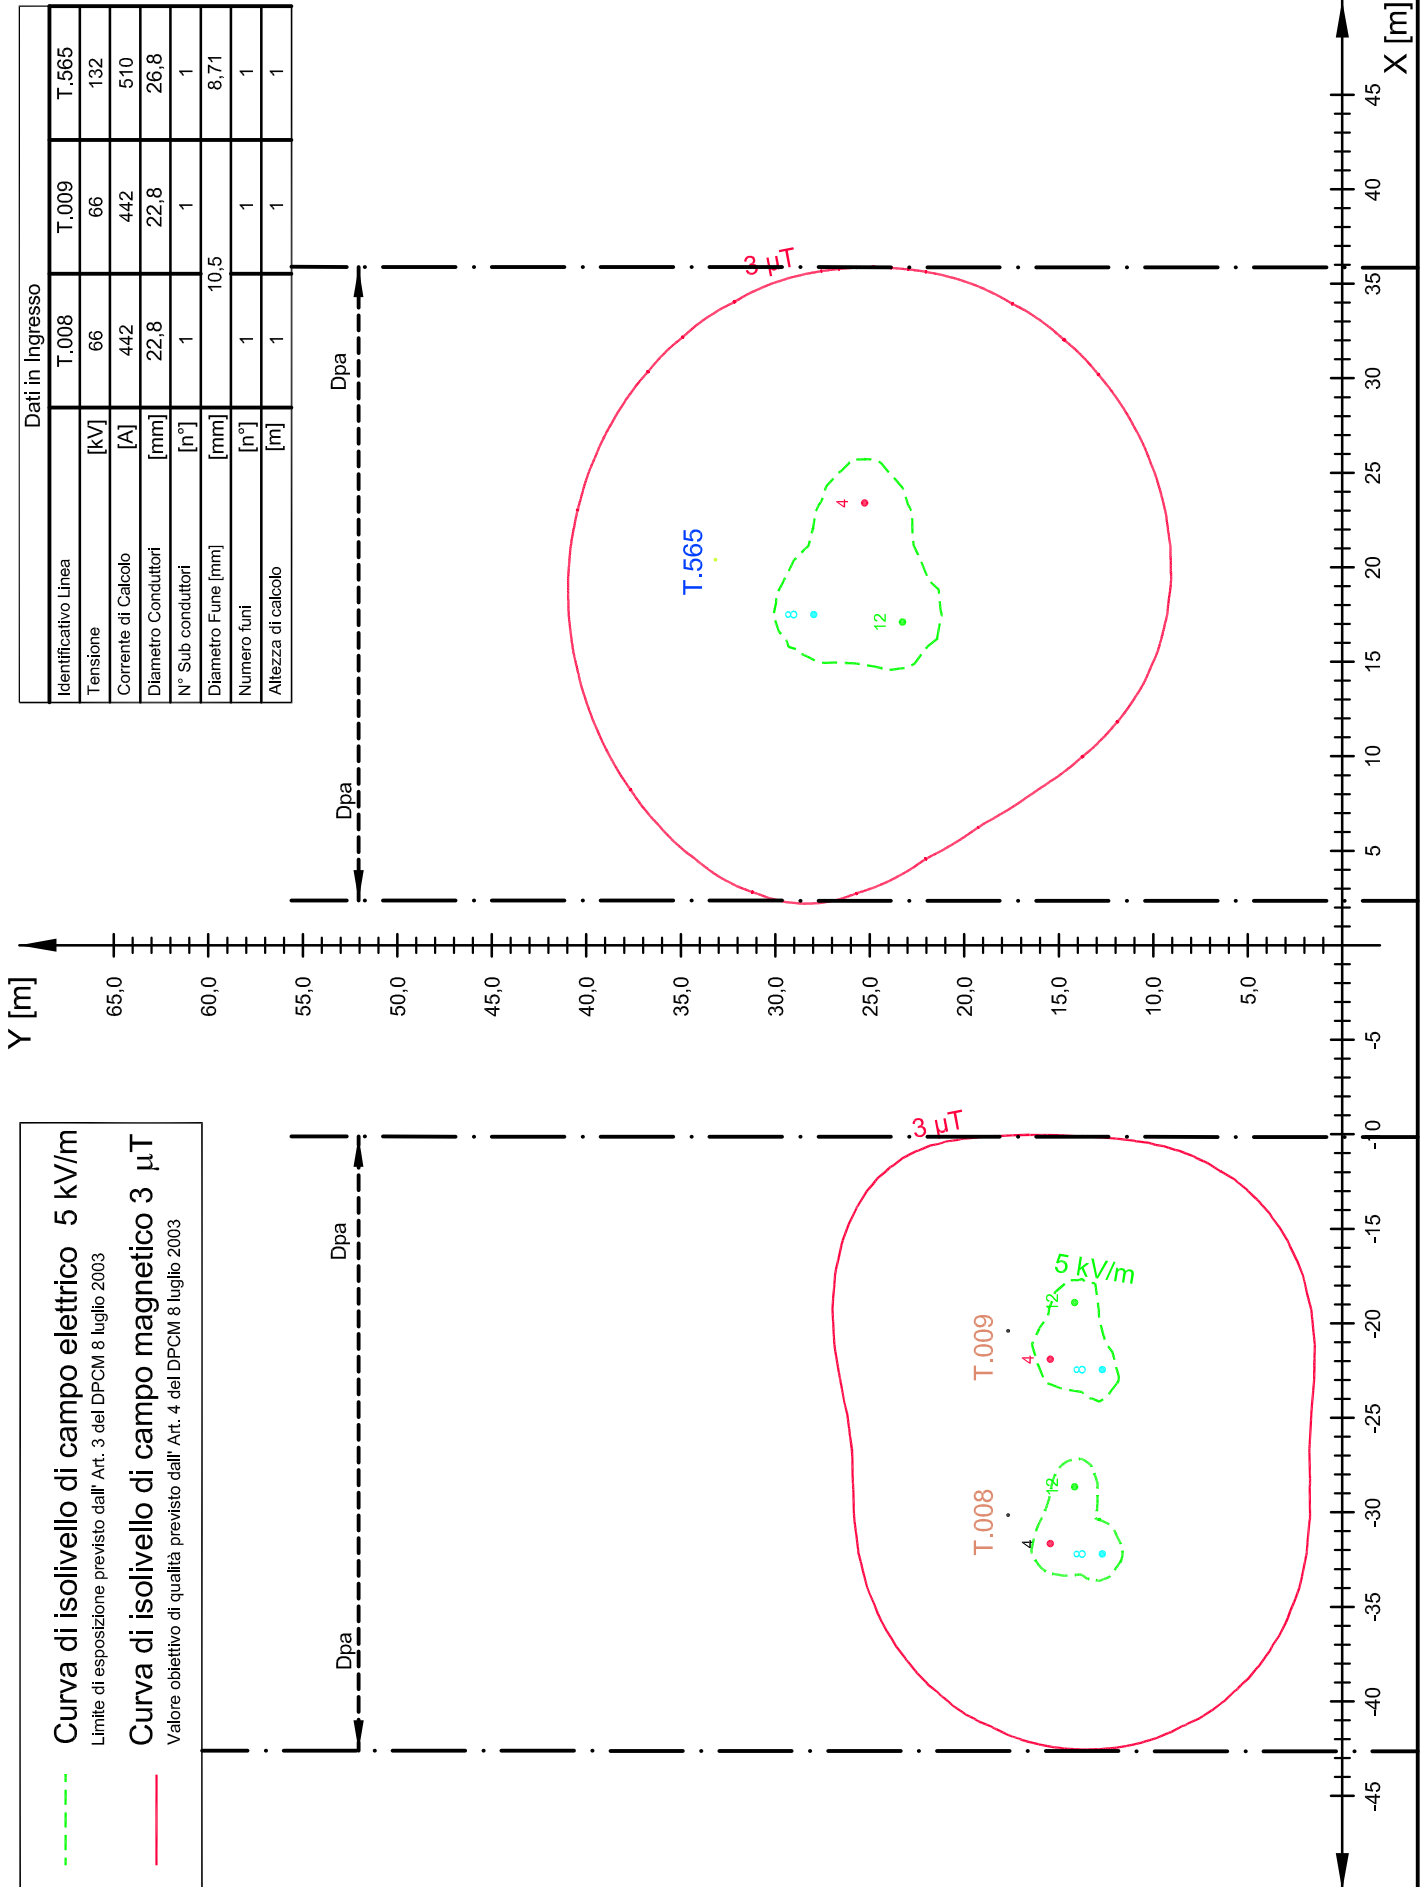 Curva di isolivello di campo elettrico 5 kV/m
Limite di esposizione previsto dall' Art. 3 del DPCM 8 luglio 2003
Curva di isolivello di campo magnetico 3 μT
Valore obiettivo di qualità previsto dall' Art. 4 del DPCM 8 luglio 2003
Y [m]
Dati in Ingresso
Identificativo Linea T.008 T.009 T.565
Tensione [kV] 66 66 132
Corrente di Calcolo [A] 442 442 510
Diametro Conduttori [mm] 22,8 22,8 26,8
N° Sub conduttori [n°] 1 1 1
Diametro Fune [mm] [mm] 10,5 8,71
Numero funi [n°] 1 1 1
Altezza di calcolo [m] 1 1 1
65,0
60,0
55,0
50,0
45,0
40,0
35,0
30,0
25,0
20,0
15,0
10,0
5,0
Dpa
Dpa
Dpa
Dpa
3 μT
T.565
4
8
12
3 μT
T.008
T.009
4
12
8
4
12
8
5 kV/m
-45
-40
-35
-30
-25
-20
-15
-10
-5
5
10
15
20
25
30
35
40
45
X [m]